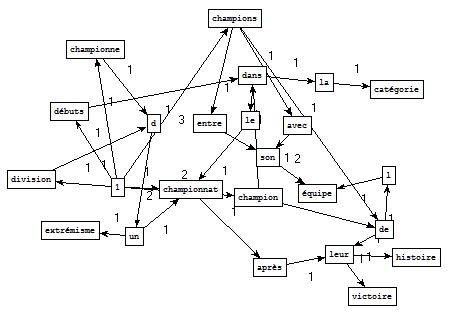 champions
championne
1
dans
1
la
1
catégorie
débuts
1
1
1
3
d
entre
le
avec
1
1
son
1
2
l
division
1
1
1
2
championnat
2
1
champion
1
équipe
l
1
extrémisme
1
un
1
de
1
après
1
leur
1
1
histoire
victoire